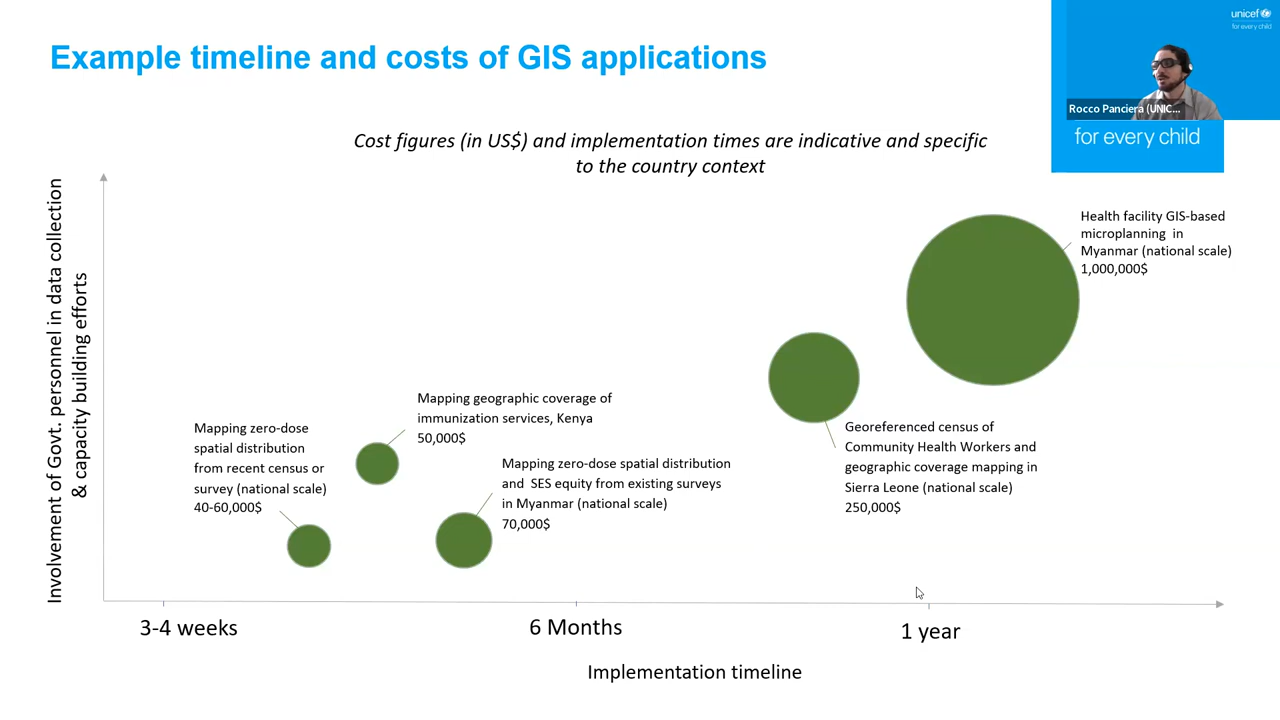 Example timeline and costs of GIS applications
unicef
for every child
Rocco Panciera (UNIC...
for every child
Cost figures (in US$) and implementation times are indicative and specific
to the country context
Involvement of Govt. personnel in data collection
& capacity building efforts
Health facility GIS-based
microplanning in
Myanmar (national scale)
1,000,000$
Mapping geographic coverage of
immunization services, Kenya
50,000$
Mapping zero-dose
spatial distribution
from recent census or
survey (national scale)
40-60,000$
Mapping zero-dose spatial distribution
and SES equity from existing surveys
in Myanmar (national scale)
70,000$
Georeferenced census of
Community Health Workers and
geographic coverage mapping in
Sierra Leone (national scale)
250,000$
3-4 weeks
6 Months
1 year
Implementation timeline